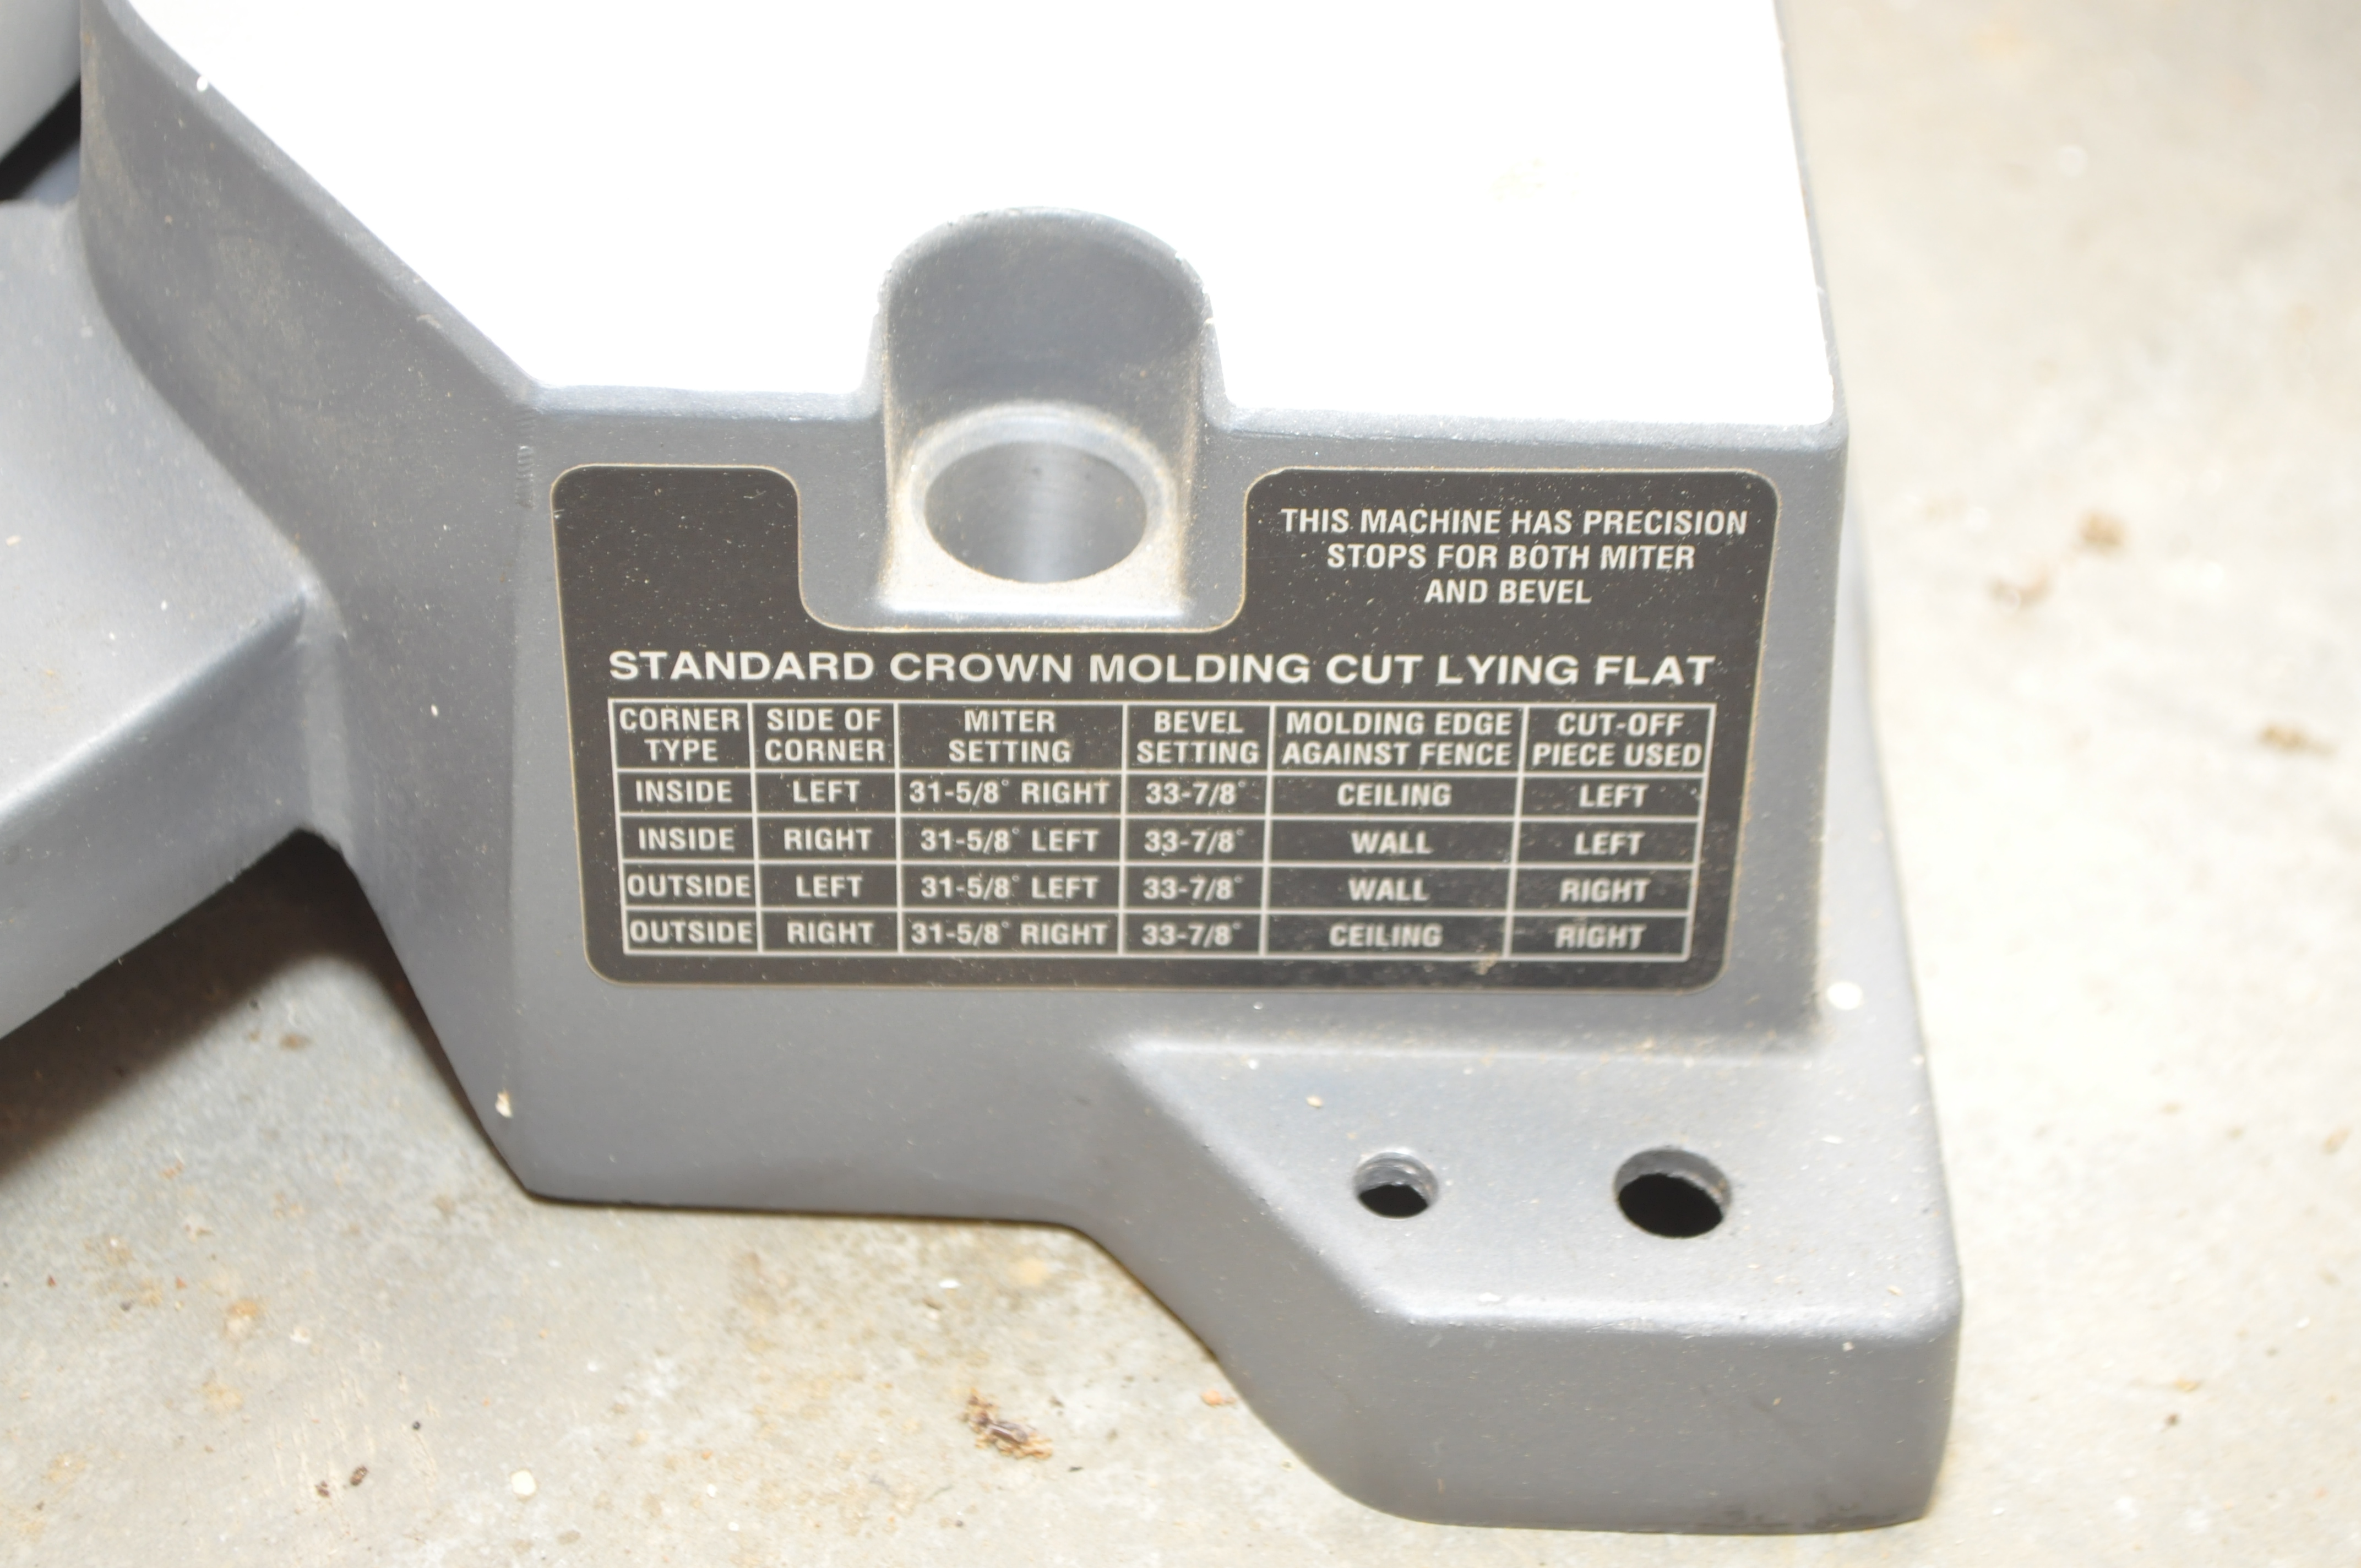 THIS MACHINE HAS PRECISION
STOPS FOR BOTH MITER
AND BEVEL
STANDARD CROWN MOLDING CUT LYING FLAT
CORNER TYPE SIDE OF CORNER MITER SETTING BEVEL SETTING MOLDING EDGE AGAINST FENCE CUT-OFF PIECE USED
INSIDE LEFT 31-5/8° RIGHT 33-7/8° CEILING LEFT
INSIDE RIGHT 31-5/8° LEFT 33-7/8° WALL LEFT
OUTSIDE LEFT 31-5/8° LEFT 33-7/8° WALL RIGHT
OUTSIDE RIGHT 31-5/8° RIGHT 33-7/8° CEILING RIGHT